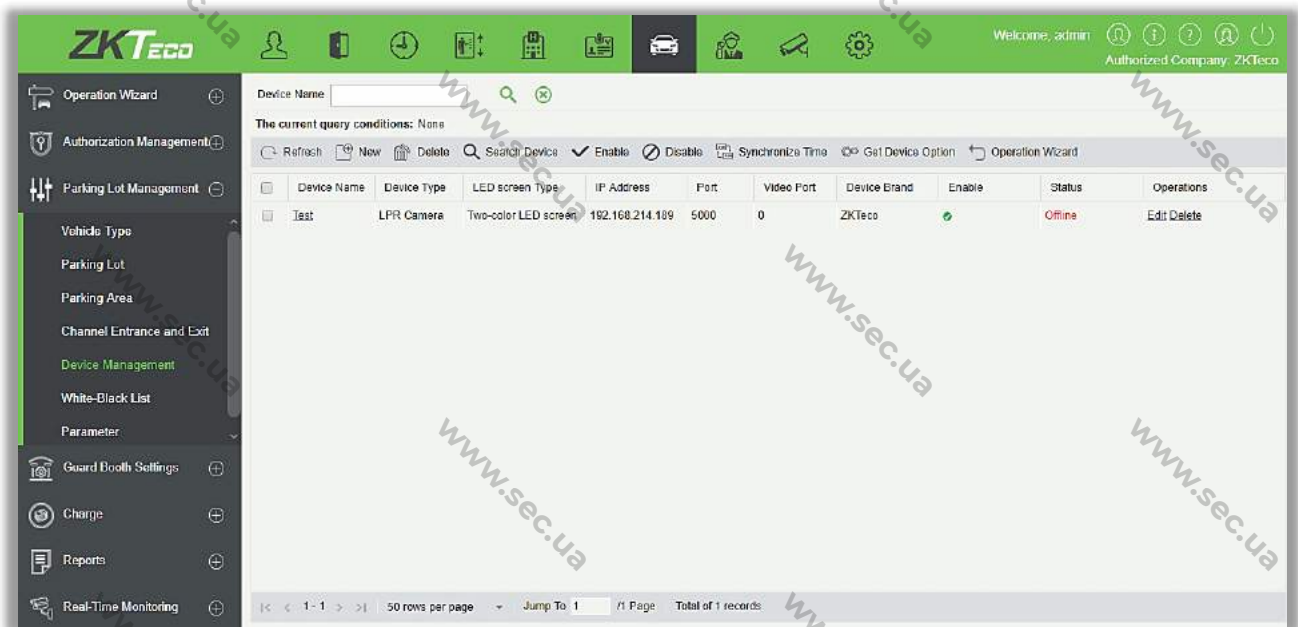 ZKTeco
Welcome, admin
Authorized Company: ZKTeco
Operation Wizard
Authorization Management
Parking Lot Management
Vehicle Type
Parking Lot
Parking Area
Channel Entrance and Exit
Device Management
White-Black List
Parameter
Guard Booth Settings
Charge
Reports
Real-Time Monitoring
Device Name
The current query conditions: None
Refresh New Delete Search Device Enable Disable Synchronize Time Get Device Option Operation Wizard
Device Name Device Type LED screen Type IP Address Port Video Port Device Brand Enable Status Operations
Test LPR Camera Two-color LED screen 192.168.214.189 5000 0 ZKTeco Offline Edit Delete
|< < 1-1 > >| 50 rows per page Jump To 1 /1 Page Total of 1 records
www.sec.ua
www.sec.ua
www.sec.ua
www.sec.ua
www.sec.ua
www.sec.ua